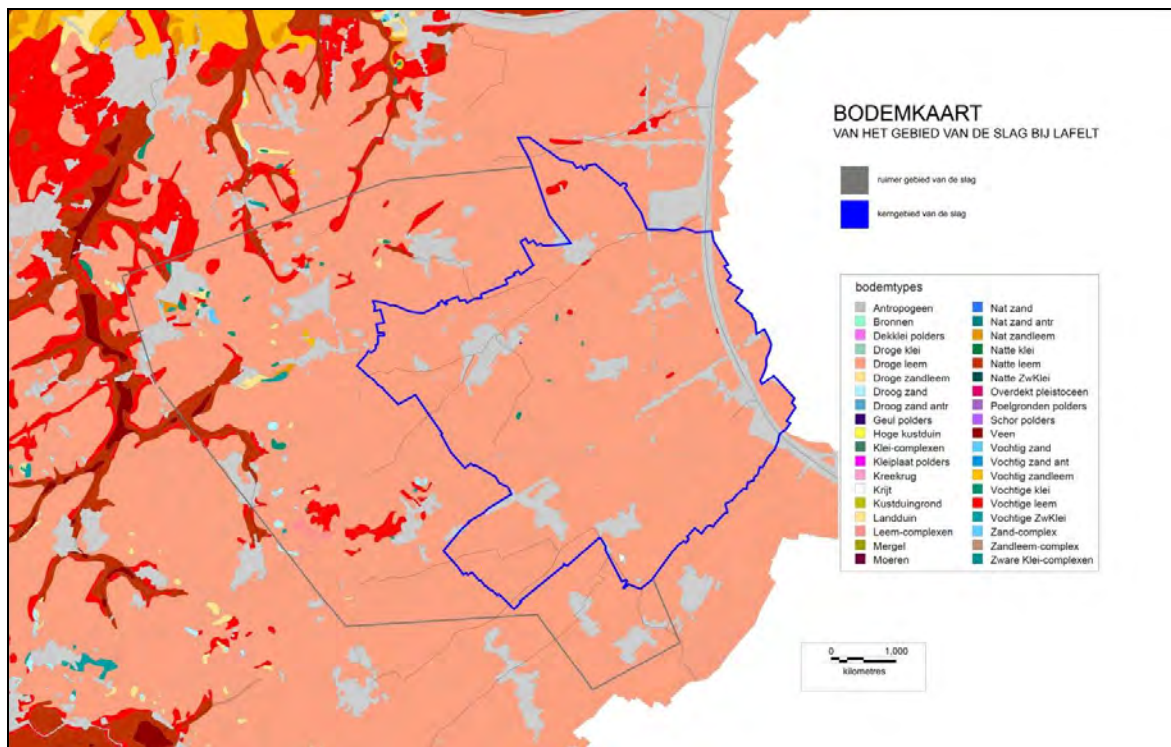 BODEMKAART
VAN HET GEBIED VAN DE SLAG BIJ LAFELT
ruimer gebied van de slag
kerngebied van de slag
bodemtypes
Antropogeen
Bronnen
Dekklei polders
Droge klei
Droge leem
Droge zandleem
Droog zand
Droog zand antr
Geul polders
Hoge kustduin
Klei-complexen
Kleiplaat polders
Kreekrug
Krijt
Kustduingrond
Landduin
Leem-complexen
Mergel
Moeren
Nat zand
Nat zand antr
Nat zandleem
Natte klei
Natte leem
Natte ZwKlei
Overdekt pleistoceen
Poelgronden polders
Schor polders
Veen
Vochtig zand
Vochtig zand ant
Vochtig zandleem
Vochtige klei
Vochtige leem
Vochtige ZwKlei
Zand-complex
Zandleem-complex
Zware Klei-complexen
0 1,000
kilometres